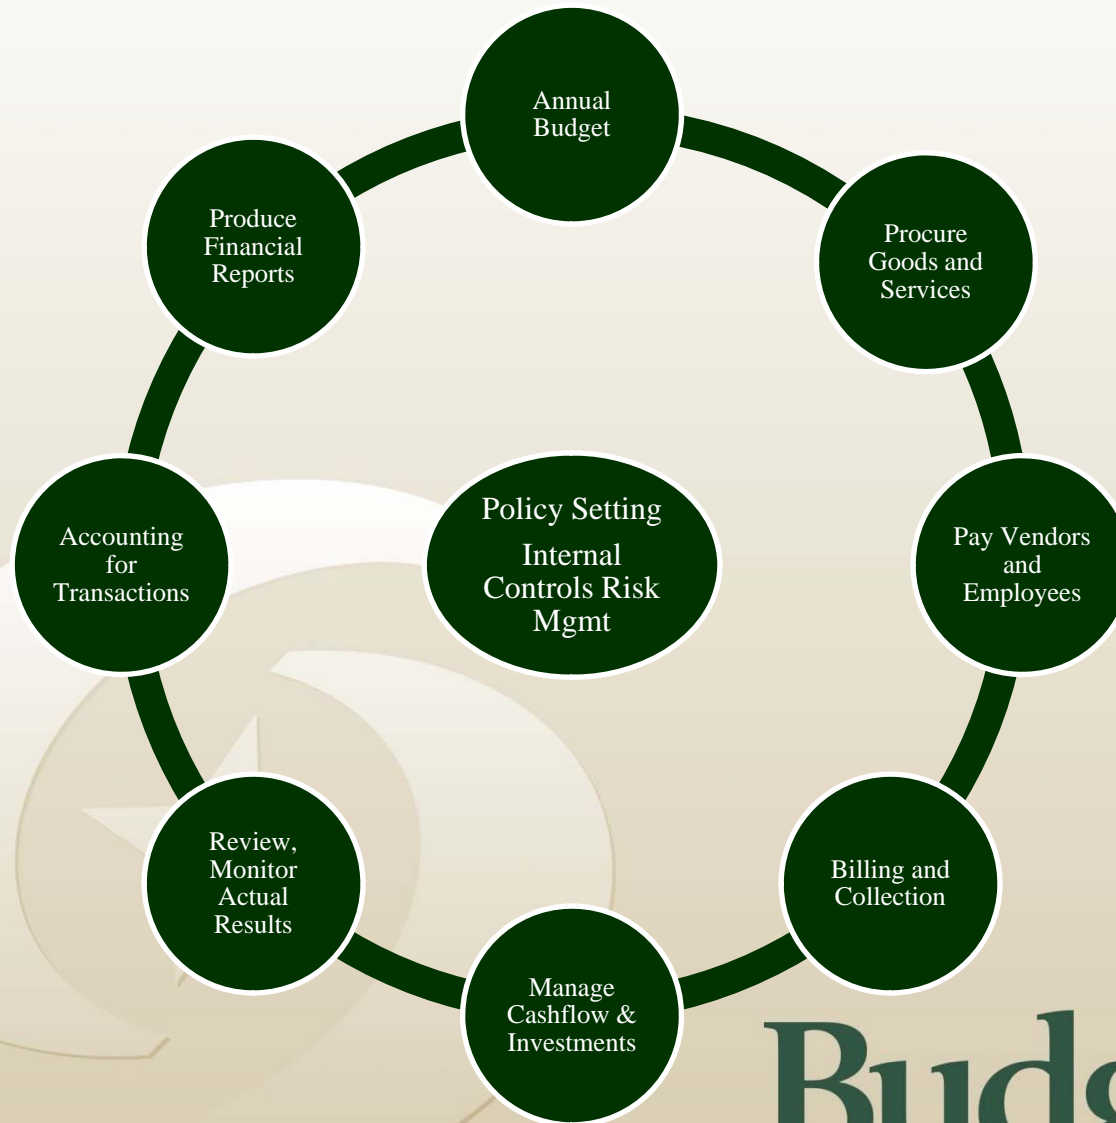 Annual
Budget
Procure
Goods and
Services
Pay Vendors
and
Employees
Billing and
Collection
Manage
Cashflow &
Investments
Review,
Monitor
Actual
Results
Accounting
for
Transactions
Produce
Financial
Reports
Policy Setting
Internal
Controls Risk
Mgmt
Budg